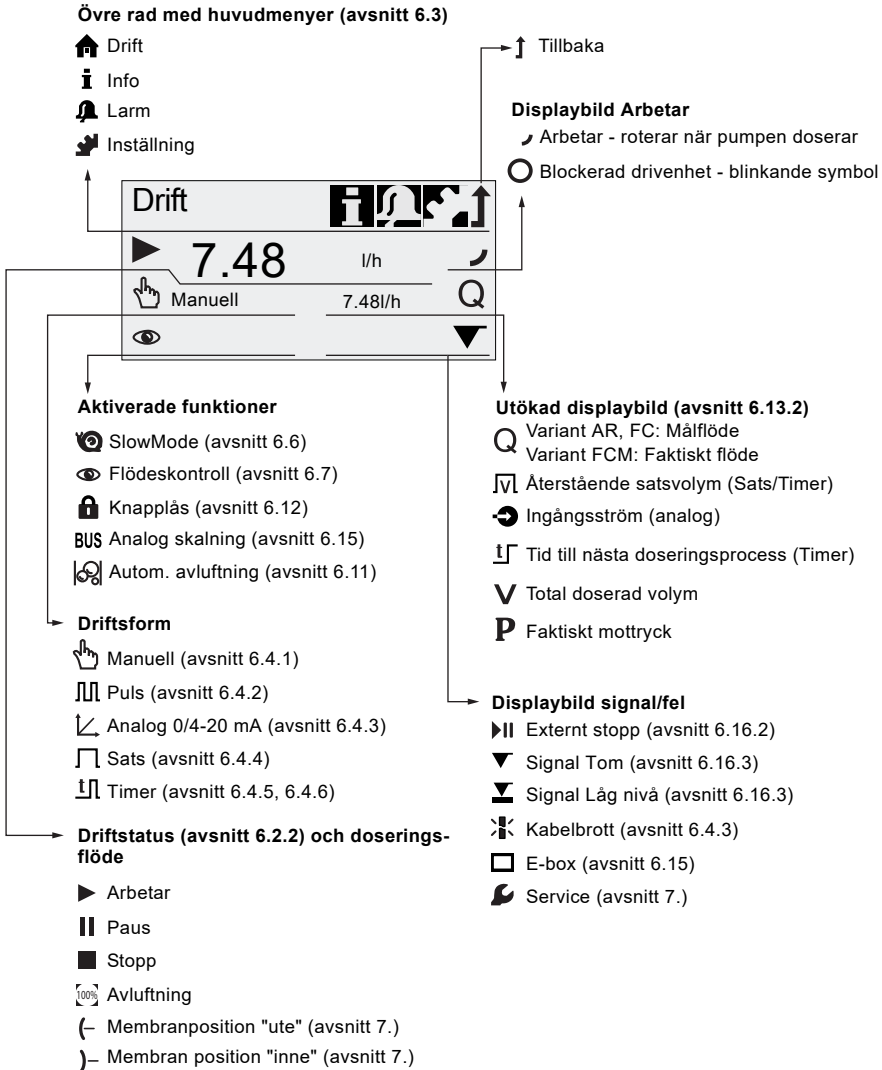 Övre rad med huvudmenyer (avsnitt 6.3)
Drift
Info
Larm
Inställning
Tillbaka
Displaybild Arbetar
Arbetar - roterar när pumpen doserar
Blockerad drivenhet - blinkande symbol
Drift
7.48
l/h
Manuell
7.48l/h
Q
Aktiverade funktioner
SlowMode (avsnitt 6.6)
Flödeskontroll (avsnitt 6.7)
Knapplås (avsnitt 6.12)
BUS Analog skalning (avsnitt 6.15)
Autom. avluftning (avsnitt 6.11)
Driftsform
Manuell (avsnitt 6.4.1)
Puls (avsnitt 6.4.2)
Analog 0/4-20 mA (avsnitt 6.4.3)
Sats (avsnitt 6.4.4)
t Timer (avsnitt 6.4.5, 6.4.6)
Driftstatus (avsnitt 6.2.2) och doserings-
flöde
Arbetar
Paus
Stopp
100% Avluftning
Membranposition "ute" (avsnitt 7.)
Membran position "inne" (avsnitt 7.)
Utökad displaybild (avsnitt 6.13.2)
Q Variant AR, FC: Målflöde
Variant FCM: Faktiskt flöde
V Återstående satsvolym (Sats/Timer)
Ingångsström (analog)
t Tid till nästa doseringsprocess (Timer)
V Total doserad volym
P Faktiskt mottryck
Displaybild signal/fel
Externt stopp (avsnitt 6.16.2)
Signal Tom (avsnitt 6.16.3)
Signal Låg nivå (avsnitt 6.16.3)
Kabelbrott (avsnitt 6.4.3)
E-box (avsnitt 6.15)
Service (avsnitt 7.)